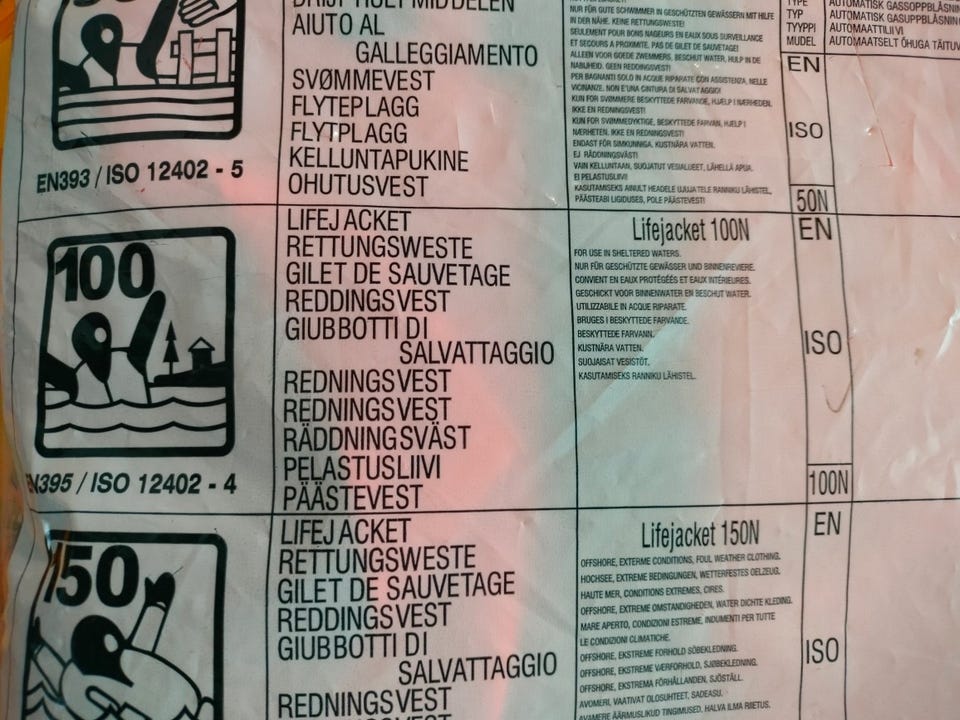 AIUTO AL
GALLEGGIAMENTO
SVØMMEVEST
FLYTEPLAGG
FLYTPLAGG
KELLUNTAPUKINE
OHUTUSVEST
NUR FÜR GUTE SCHWIMMER IN GESCHÜTZTEN GEWÄSSERN MIT HILFE
IN DER NÄHE. KEINE RETTUNGSWESTE!
SEULEMENT POUR BONS NAGEURS EN EAUX SOUS SURVEILLANCE
ET SECOURS A PROXIMITE. PAS DE GILET DE SAUVETAGE!
ALLEEN VOOR GOEDE ZWEMMERS, BESCHUT WATER, HULP IN DE
NABIJHEID. GEEN REDDINGSVEST!
PER BAGNANTI SOLO IN ACQUE RIPARATE CON ASSISTENZA, NELLE
VICINANZE. NON E'UNA CINTURA DI SALVATAGGIO!
KUN FOR SVØMMERE BESKYTTEDE FARVANDE, HJÆLP I NÆRHEDEN.
IKKE EN REDNINGSVEST!
KUN FOR SVØMMEDYKTIGE, BESKYTTEDE FARVAN, HJELP I
NÆRHETEN. IKKE EN REDNINGSVEST!
ENDAST FÖR SIMKUNNIGA. KUSTNÄRA VATTEN.
EJ RÄDDNINGSVÄST!
VAIN KELLUNTAAN, SUOJATUT VESIALUEET, LÄHELLÄ APUA.
EI PELASTUSLIIVI!
KASUTAMISEKS AINULT HEADELE UJUJATELE RANNIKU LÄHISTEL,
PÄÄSTEABI LIGIDUSES, POLE PÄÄSTEVEST!
TYPE
TYP
TYYPPI
MUDEL
AUTOMATISK GASUPPBLÅSNING
AUTOMAATTILIIVI
AUTOMAATSELT ÕHUGA
EN
ISO
50N
EN393 / ISO 12402 - 5
100
EN395 / ISO 12402 - 4
LIFEJACKET
RETTUNGSWESTE
GILET DE SAUVETAGE
REDDINGSVEST
GIUBBOTTI DI
SALVATTAGGIO
REDNINGSVEST
REDNINGSVEST
RÄDDNINGSVÄST
PELASTUSLIIVI
PÄÄSTEVEST
Lifejacket 100N
FOR USE IN SHELTERED WATERS.
NUR FÜR GESCHÜTZTE GEWÄSSER UND BINNENREVIERE.
CONVIENT EN EAUX PROTÉGÉES ET EAUX INTÉRIEURES.
GESCHICKT VOOR BINNENWATER EN BESCHUT WATER.
UTILIZZABILE IN ACQUE RIPARATE.
BRUGES I BESKYTTEDE FARVANDE.
BESKYTTEDE FARVANN.
KUSTNÄRA VATTEN.
SUOJAISAT VESISTÖT.
KASUTAMISEKS RANNIKU LÄHISTEL.
EN
ISO
100N
150
LIFEJACKET
RETTUNGSWESTE
GILET DE SAUVETAGE
REDDINGSVEST
GIUBBOTTI DI
SALVATTAGGIO
REDNINGSVEST
Lifejacket 150N
OFFSHORE, EXTERME CONDITIONS, FOUL WEATHER CLOTHING.
HOCHSEE, EXTREME BEDINGUNGEN, WETTERFESTES OELZEUG.
HAUTE MER, CONDITIONS EXTREMES, CIRES.
OFFSHORE, EXTREME OMSTANDIGHEDEN, WATER DICHTE KLEDING.
MARE APERTO, CONDIZIONI ESTREME, INDUMENTI PER TUTTE
LE CONDIZIONI CLIMATICHE.
OFFSHORE, EKSTREME FORHOLD SÖBEKLEDNING.
OFFSHORE, EKSTREME VÆRFORHOLD, SJØBEKLEDNING.
OFFSHORE, EKSTREMA FÖRHÅLLANDEN, SJÖSTÄLL.
AVOMERI, VAATIVAT OLOSUHTEET, SADEASU.
AVAMERE ÄÄRMUSLIKUD TINGIMUSED, HALVA ILMA RIIETUS.
EN
ISO